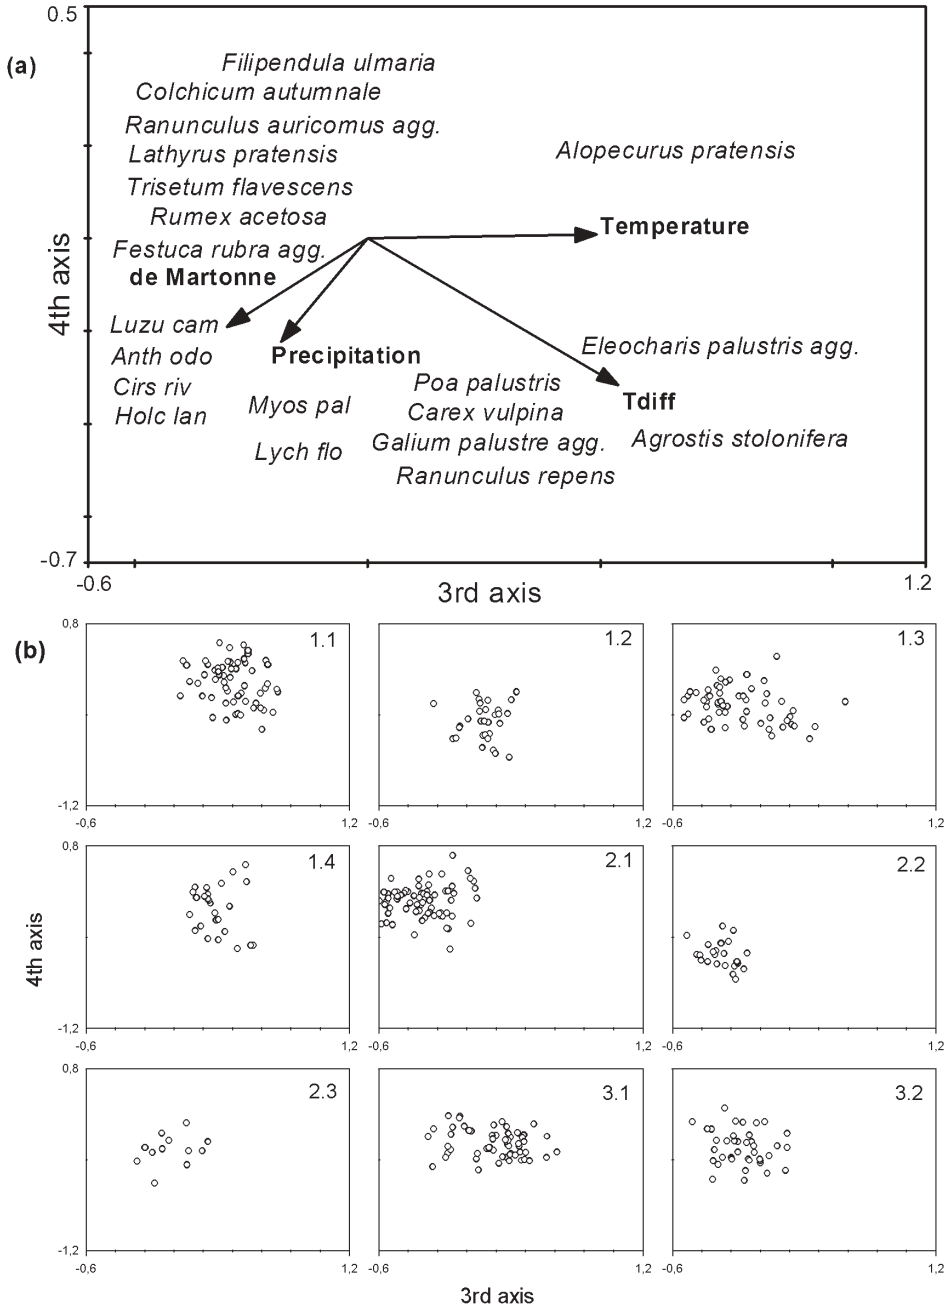 0.5
(a)
Filipendula ulmaria
Colchicum autumnale
Ranunculus auricomus agg.
Lathyrus pratensis
Alopecurus pratensis
Trisetum flavescens
Rumex acetosa
Temperature
Festuca rubra agg.
de Martonne
4th axis
Luzu cam
Anth odo
Precipitation
Eleocharis palustris agg.
Cirs riv
Poa palustris
Holc lan
Myos pal
Carex vulpina
Tdiff
Lych flo
Galium palustre agg.
Agrostis stolonifera
Ranunculus repens
-0.7
-0.6
1.2
3rd axis
(b)
0,8
1.1
1.2
1.3
-1,2
-0,6
1,2
-0,6
1,2
-0,6
1,2
0,8
1.4
2.1
2.2
4th axis
-1,2
-0,6
1,2
-0,6
1,2
-0,6
1,2
0,8
2.3
3.1
3.2
-1,2
-0,6
1,2
-0,6
1,2
-0,6
1,2
3rd axis